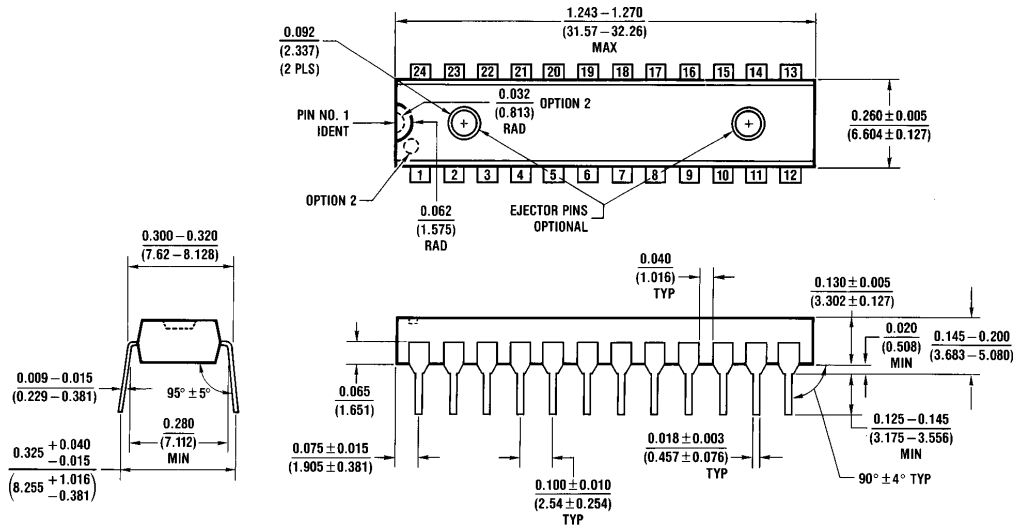 1.243 – 1.270
(31.57 – 32.26)
MAX
0.092
(2.337)
(2 PLS)
24 23 22 21 20 19 18 17 16 15 14 13
0.032
(0.813)
RAD
OPTION 2
PIN NO. 1
IDENT
0.260 ± 0.005
(6.604 ± 0.127)
1 2 3 4 5 6 7 8 9 10 11 12
OPTION 2
0.062
(1.575)
RAD
EJECTOR PINS
OPTIONAL
0.300 – 0.320
(7.62 – 8.128)
0.009 – 0.015
(0.229 – 0.381)
95° ± 5°
0.280
(7.112)
MIN
0.325 +0.040
–0.015
(8.255 +1.016
–0.381)
0.040
(1.016)
TYP
0.130 ± 0.005
(3.302 ± 0.127)
0.020
(0.508)
MIN
0.145 – 0.200
(3.683 – 5.080)
0.065
(1.651)
0.075 ± 0.015
(1.905 ± 0.381)
0.100 ± 0.010
(2.54 ± 0.254)
TYP
0.018 ± 0.003
(0.457 ± 0.076)
TYP
0.125 – 0.145
(3.175 – 3.556)
MIN
90° ± 4° TYP